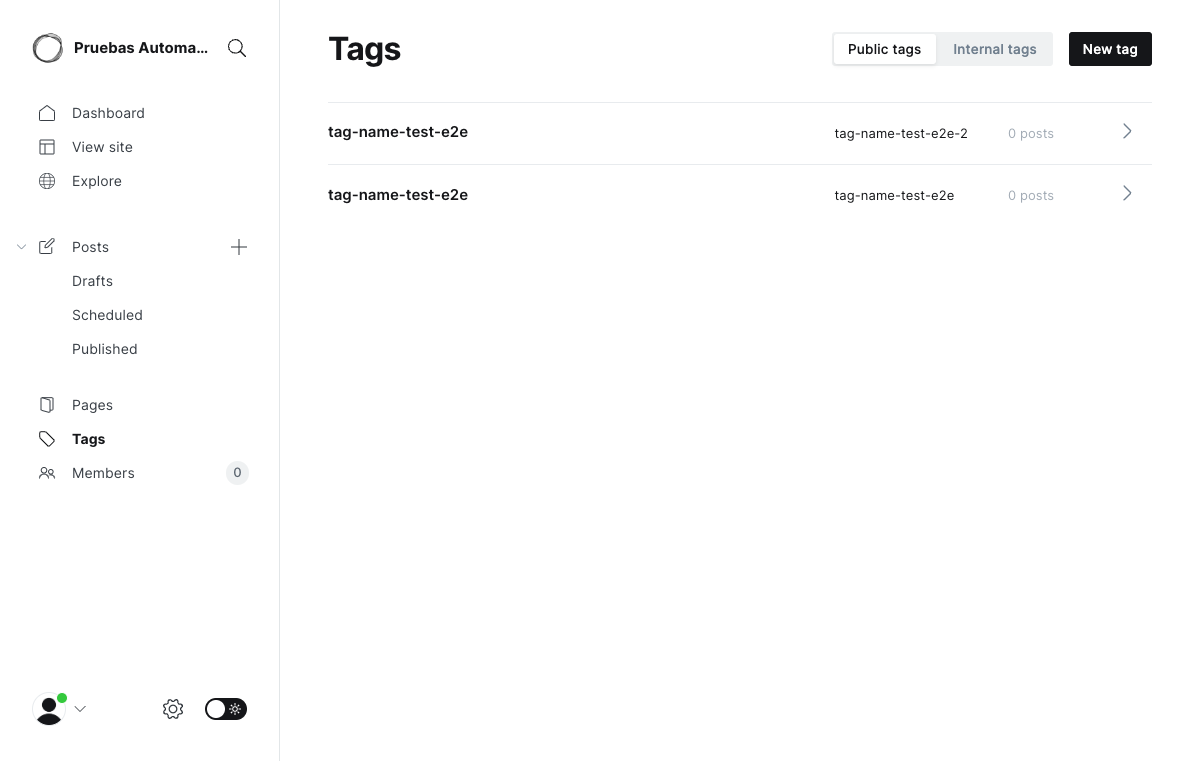 Pruebas Automa...
Dashboard
View site
Explore
Posts
Drafts
Scheduled
Published
Pages
Tags
Members 0
Tags
Public tags Internal tags New tag
tag-name-test-e2e tag-name-test-e2e-2 0 posts
tag-name-test-e2e tag-name-test-e2e 0 posts